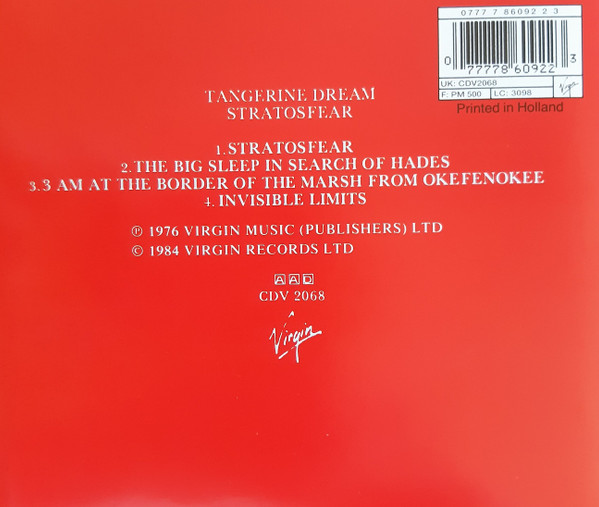 0777 7 86092 2 3
0 77778 60922 3
UK: CDV2068
F: PM 500 LC: 3098 Virgin
Printed in Holland
TANGERINE DREAM
STRATOSFEAR
1.STRATOSFEAR
2.THE BIG SLEEP IN SEARCH OF HADES
3.3 AM AT THE BORDER OF THE MARSH FROM OKEFENOKEE
4.INVISIBLE LIMITS
℗ 1976 VIRGIN MUSIC (PUBLISHERS) LTD
© 1984 VIRGIN RECORDS LTD
AAD
CDV 2068
Virgin